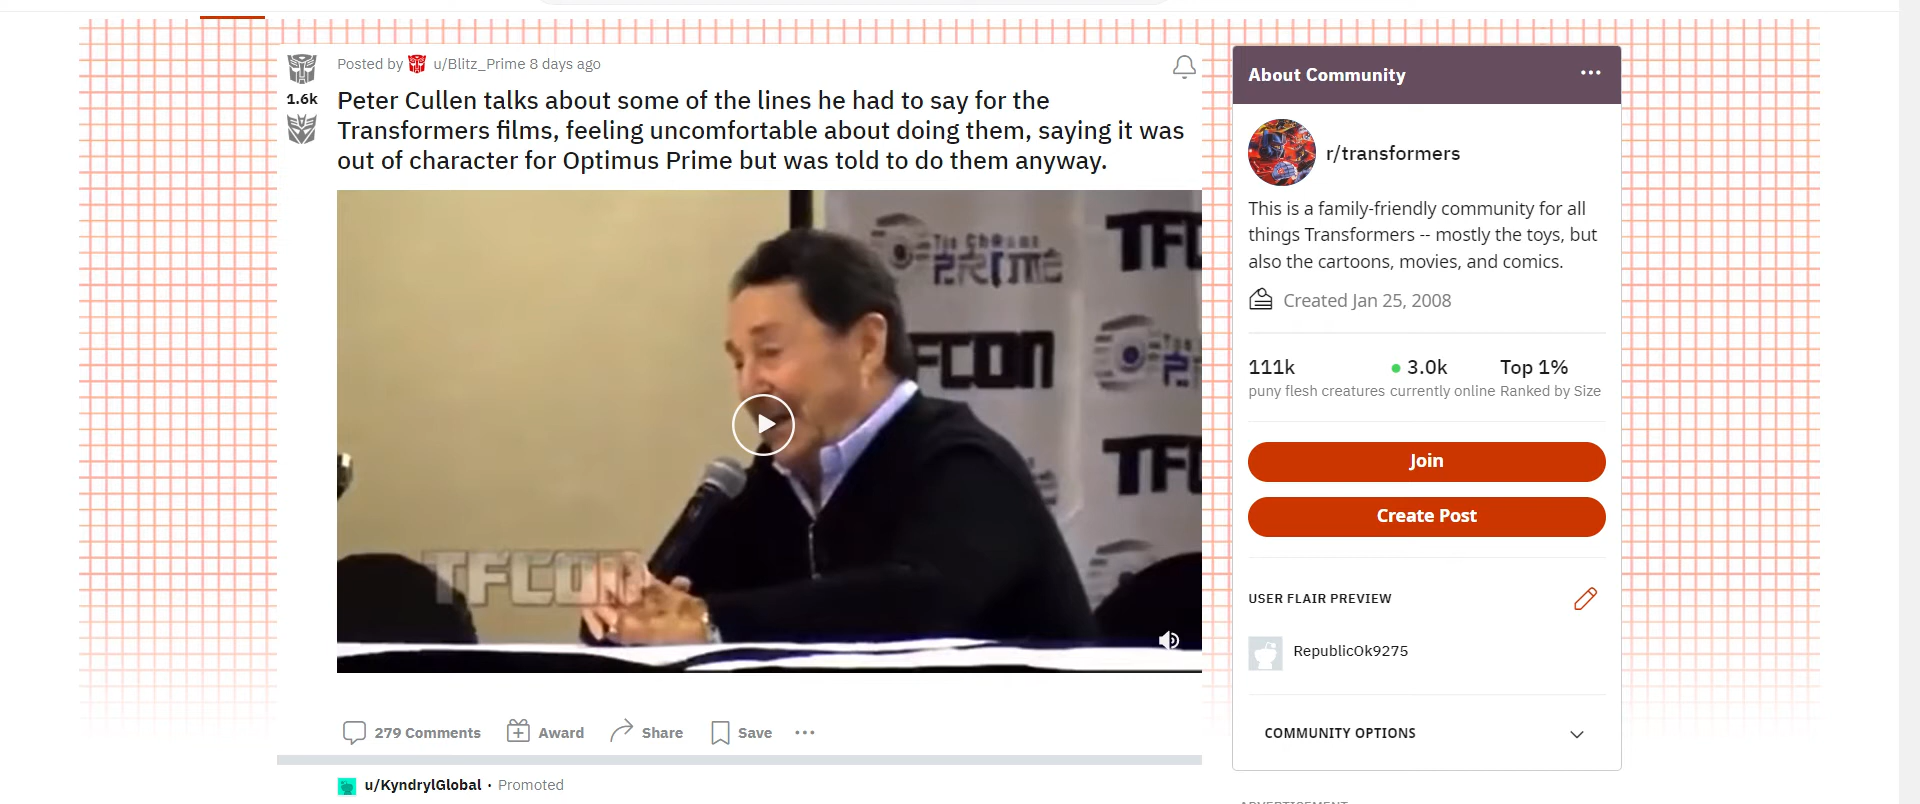 Posted by u/Blitz_Prime 8 days ago
1.6k
Peter Cullen talks about some of the lines he had to say for the
Transformers films, feeling uncomfortable about doing them, saying it was
out of character for Optimus Prime but was told to do them anyway.
TFCON
TFCON
279 Comments
Award
Share
Save
u/KyndrylGlobal · Promoted
About Community
r/transformers
This is a family-friendly community for all
things Transformers -- mostly the toys, but
also the cartoons, movies, and comics.
Created Jan 25, 2008
111k 3.0k Top 1%
puny flesh creatures currently online Ranked by Size
Join
Create Post
USER FLAIR PREVIEW
RepublicOk9275
COMMUNITY OPTIONS